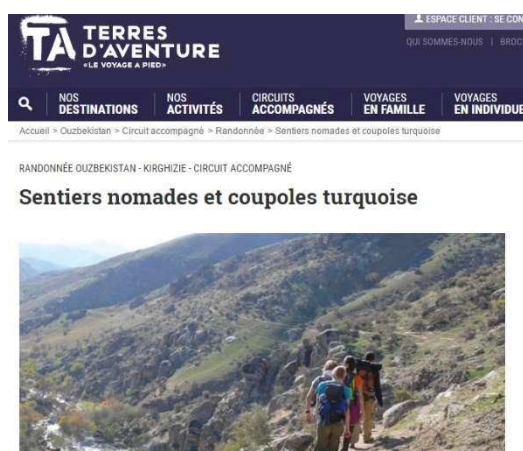 ESPACE CLIENT : SE CON
TERRES
D'AVENTURE
«LE VOYAGE A PIED»
QUI SOMMES-NOUS | BROC
NOS
DESTINATIONS
NOS
ACTIVITÉS
CIRCUITS
ACCOMPAGNÉS
VOYAGES
EN FAMILLE
VOYAGES
EN INDIVIDUE
Accueil > Ouzbekistan > Circuit accompagné > Randonnée > Sentiers nomades et coupoles turquoise
RANDONNÉE OUZBEKISTAN - KIRGHIZIE - CIRCUIT ACCOMPAGNÉ
Sentiers nomades et coupoles turquoise